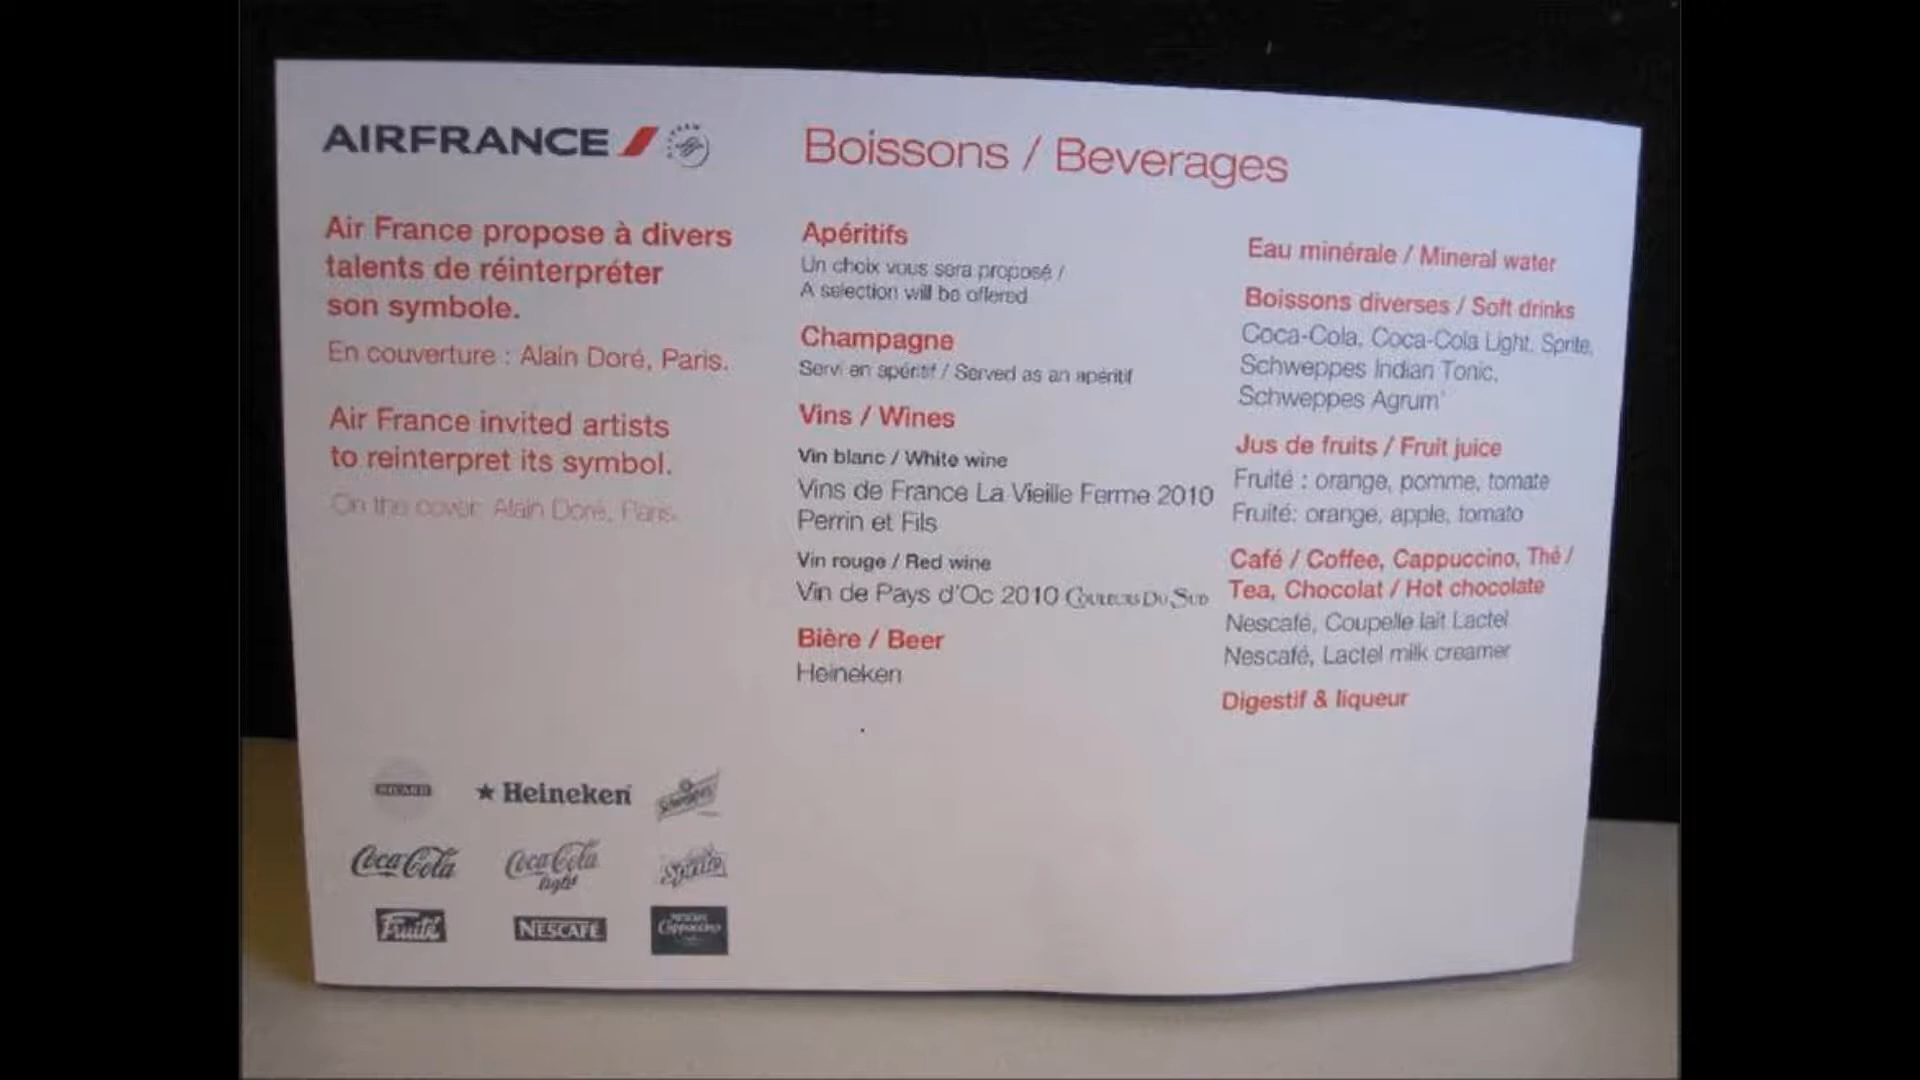 AIRFRANCE
Air France propose à divers
talents de réinterpréter
son symbole.
En couverture : Alain Doré, Paris.
Air France invited artists
to reinterpret its symbol.
On the cover: Alain Doré, Paris.
RICARD
Heineken
Schweppes
Coca-Cola
Coca-Cola
light
Sprite
Fruité
NESCAFÉ
Cappuccino
Boissons / Beverages
Apéritifs
Un choix vous sera proposé /
A selection will be offered
Champagne
Servi en apéritif / Served as an apéritif
Vins / Wines
Vin blanc / White wine
Vins de France La Vieille Ferme 2010
Perrin et Fils
Vin rouge / Red wine
Vin de Pays d'Oc 2010 COULEURS DU SUD
Bière / Beer
Heineken
Eau minérale / Mineral water
Boissons diverses / Soft drinks
Coca-Cola, Coca-Cola Light, Sprite,
Schweppes Indian Tonic,
Schweppes Agrum'
Jus de fruits / Fruit juice
Fruité : orange, pomme, tomate
Fruité: orange, apple, tomato
Café / Coffee, Cappuccino, Thé /
Tea, Chocolat / Hot chocolate
Nescafé, Coupelle lait Lactel
Nescafé, Lactel milk creamer
Digestif & liqueur